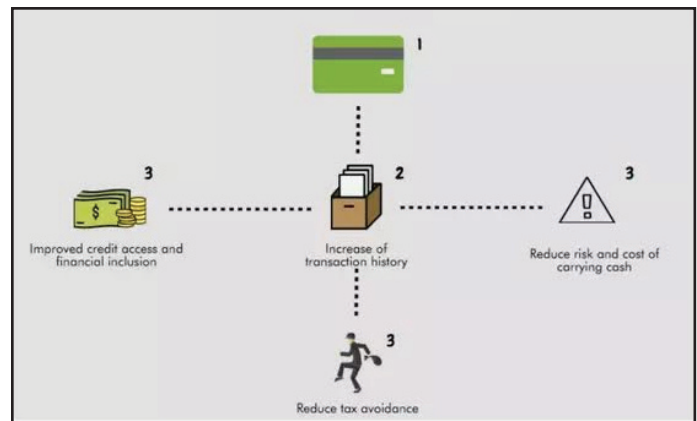 1
3
2
3
$
Improved credit access and
financial inclusion
Increase of
transaction history
Reduce risk and cost of
carrying cash
3
Reduce tax avoidance